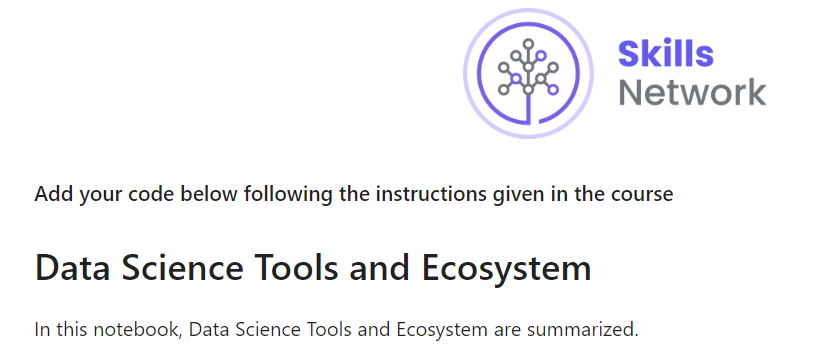 Skills
Network
Add your code below following the instructions given in the course
Data Science Tools and Ecosystem
In this notebook, Data Science Tools and Ecosystem are summarized.